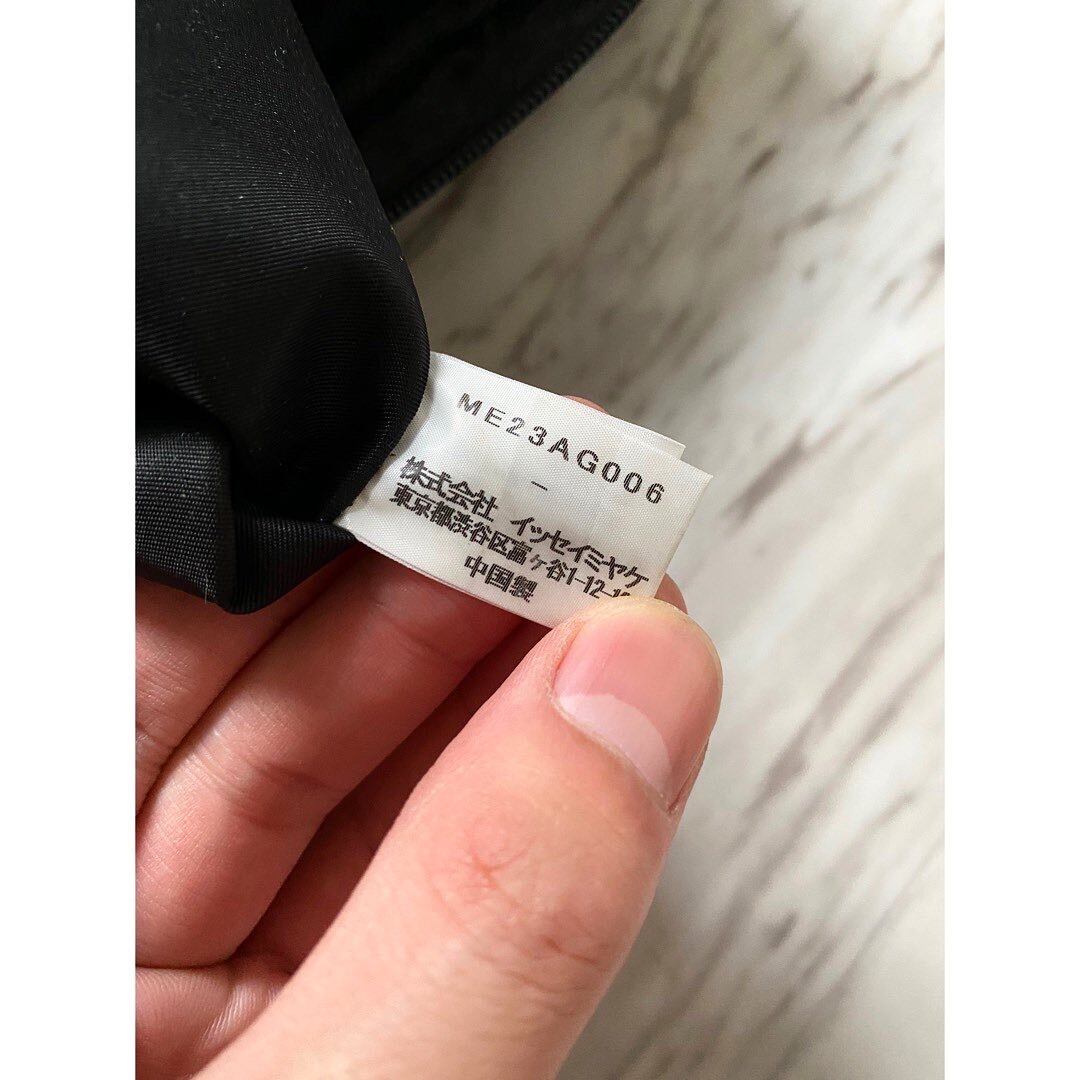 ME23AG006
–
株式会社 イッセイミヤケ
東京都渋谷区富ヶ谷1-12-1
中国製